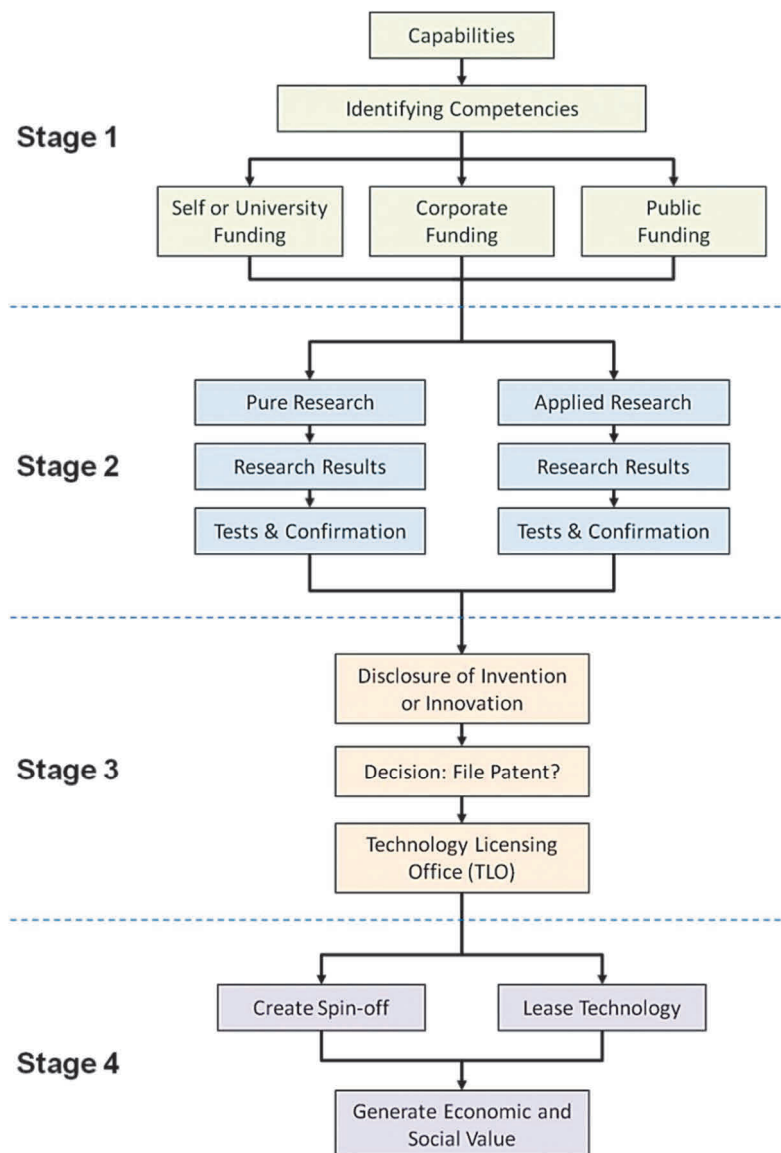 Capabilities
Stage 1
Identifying Competencies
Self or University
Funding
Corporate
Funding
Public
Funding
Stage 2
Pure Research
Applied Research
Research Results
Research Results
Tests & Confirmation
Tests & Confirmation
Stage 3
Disclosure of Invention
or Innovation
Decision: File Patent?
Technology Licensing
Office (TLO)
Stage 4
Create Spin-off
Lease Technology
Generate Economic and
Social Value